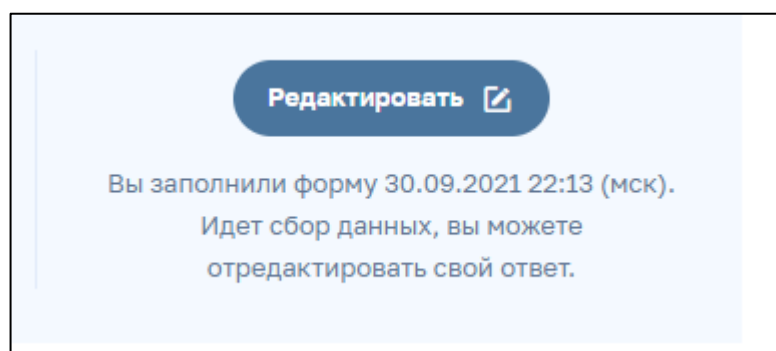 Редактировать
Вы заполнили форму 30.09.2021 22:13 (мск).
Идет сбор данных, вы можете
отредактировать свой ответ.